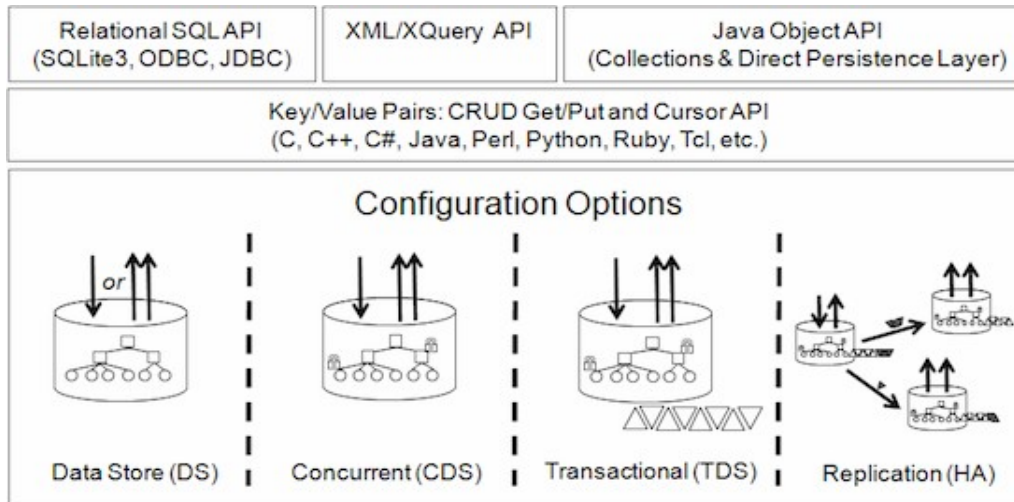 Relational SQL API
(SQLite3, ODBC, JDBC)
XML/XQuery API
Java Object API
(Collections & Direct Persistence Layer)
Key/Value Pairs: CRUD Get/Put and Cursor API
(C, C++, C#, Java, Perl, Python, Ruby, Tcl, etc.)
Configuration Options
or
Data Store (DS)
Concurrent (CDS)
Transactional (TDS)
Replication (HA)